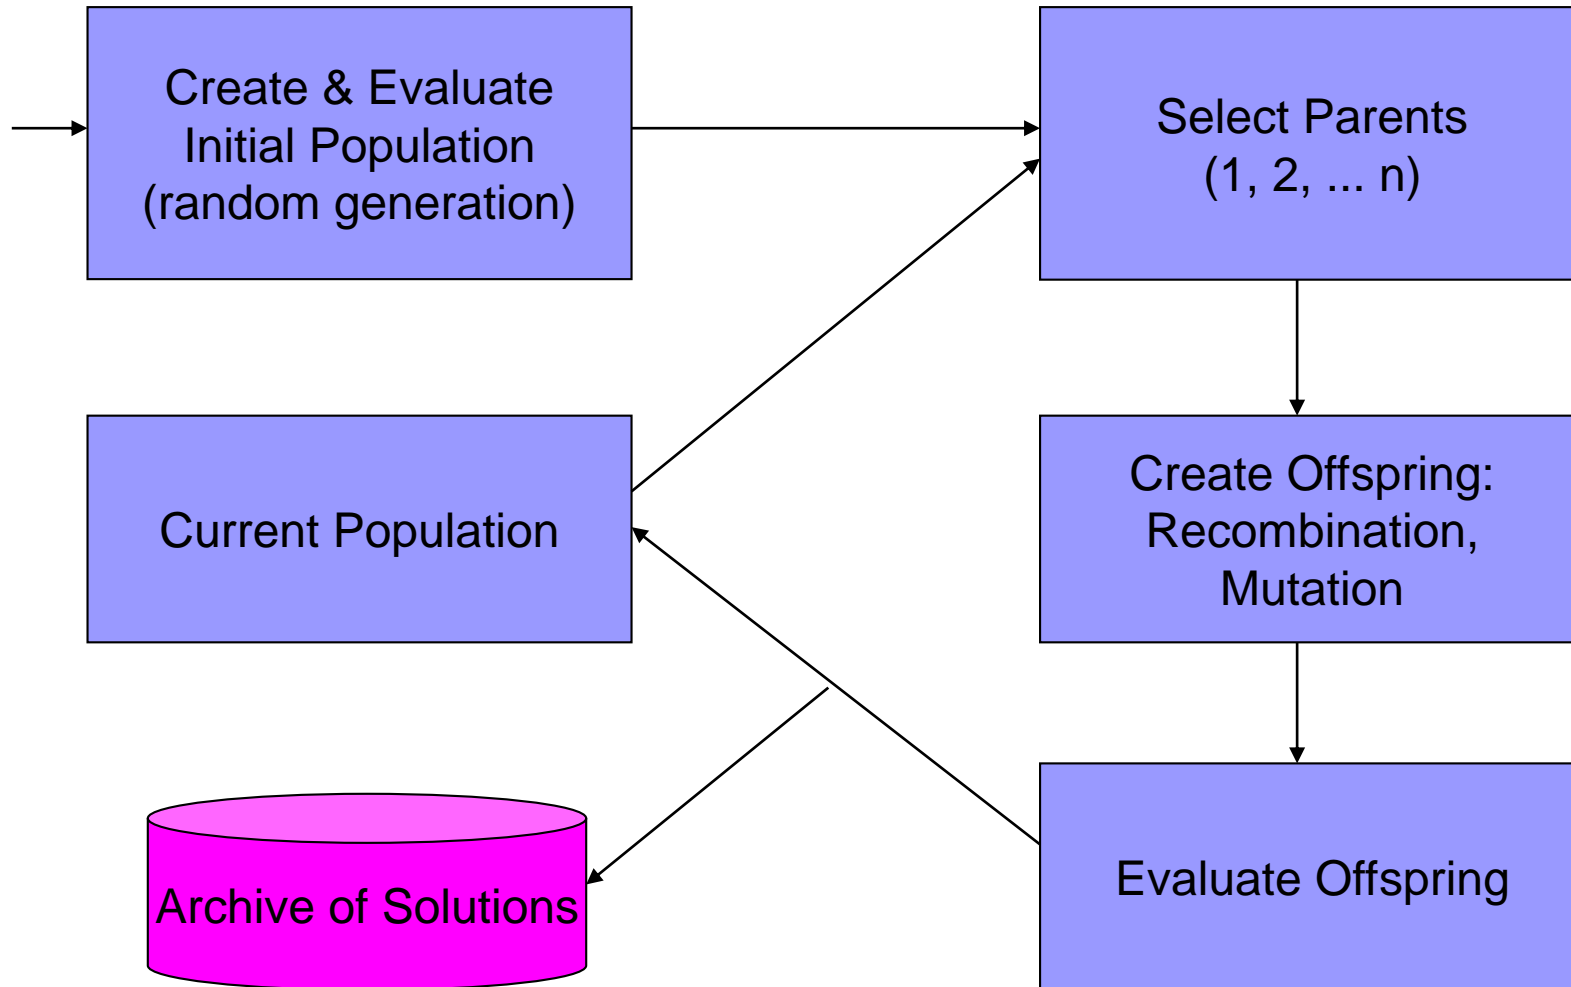 Create & Evaluate
Initial Population
(random generation)
Select Parents
(1, 2, ... n)
Current Population
Create Offspring:
Recombination,
Mutation
Archive of Solutions
Evaluate Offspring